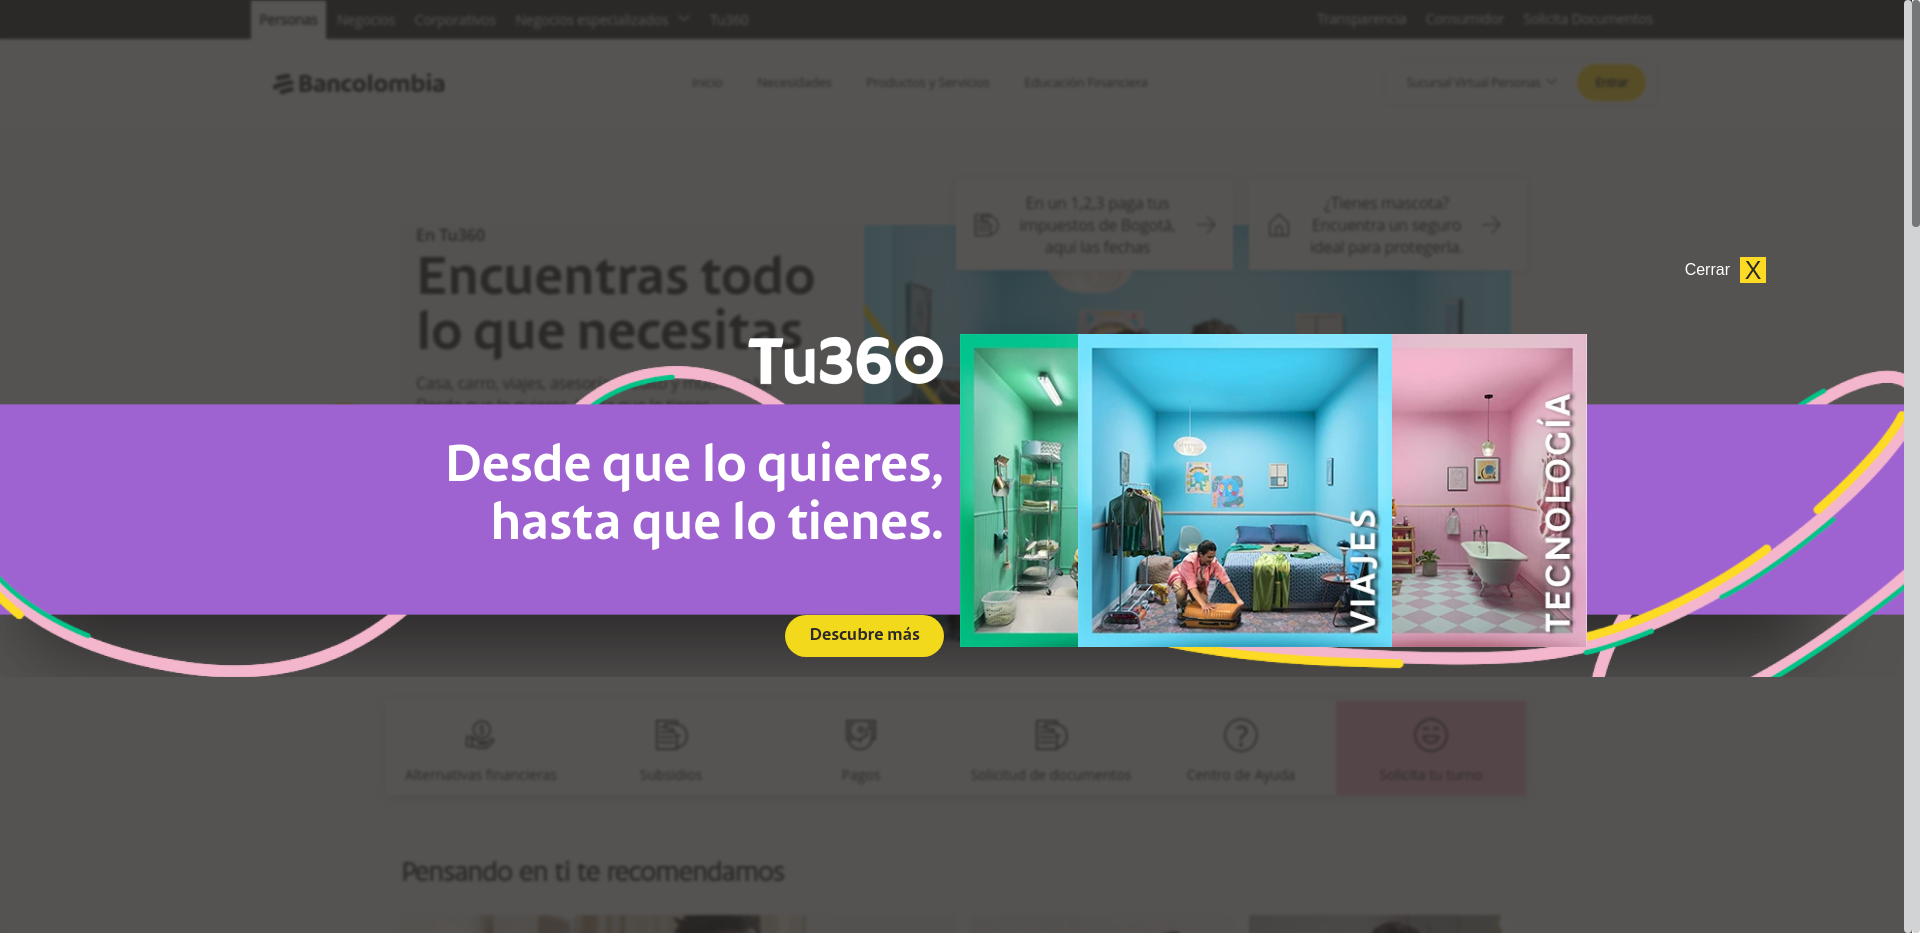 Personas
Negocios
Corporativos
Negocios especializados
Tu360
Transparencia
Consumidor
Solicita Documentos
Bancolombia
Inicio
Necesidades
Productos y Servicios
Educación Financiera
Sucursal Virtual Personas
Entrar
En un 1,2,3 paga tus
impuestos de Bogotá,
aquí las fechas
¿Tienes mascota?
Encuentra un seguro
ideal para protegerla.
En Tu360
Encuentras todo
lo que necesitas
Casa, carro, viajes,
Cerrar X
Tu360
Desde que lo quieres,
hasta que lo tienes.
Descubre más
VIAJES
TECNOLOGÍA
Alternativas financieras
Subsidios
Pagos
Solicitud de documentos
Centro de Ayuda
Solicita tu turno
Pensando en ti te recomendamos